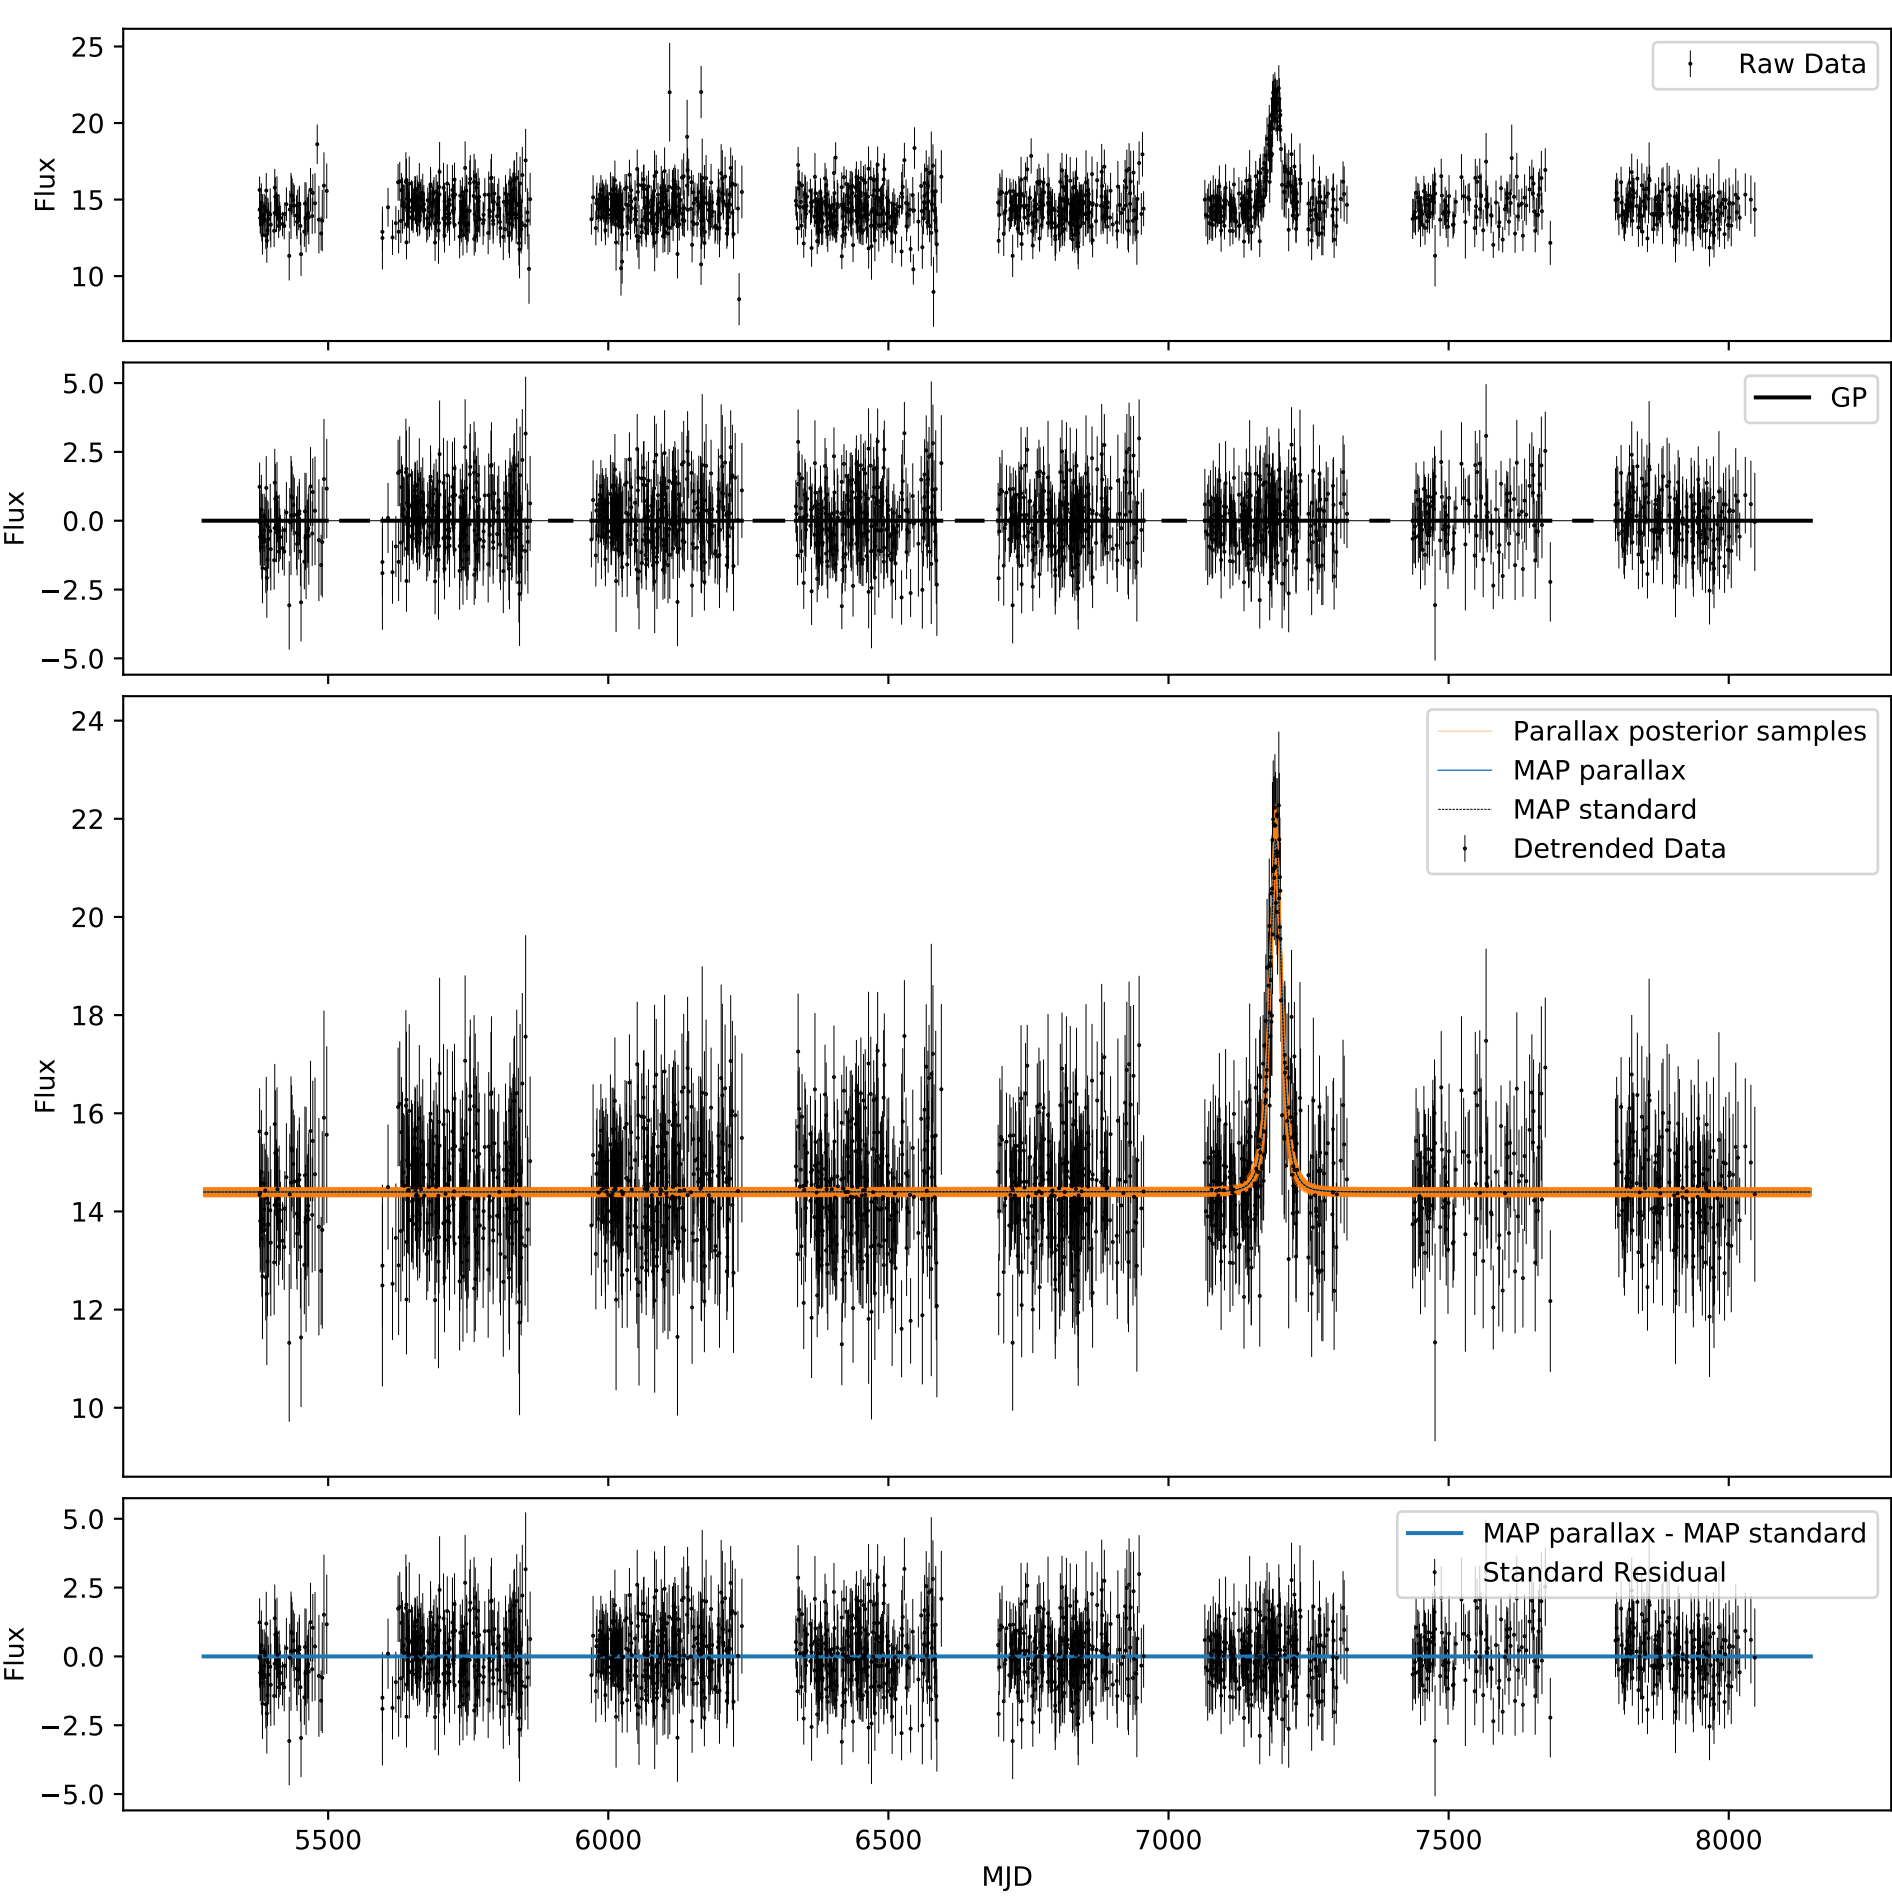 25
20
15
10
Flux
Raw Data
5.0
2.5
0.0
−2.5
−5.0
Flux
GP
24
22
20
18
16
14
12
10
Flux
Parallax posterior samples
MAP parallax
MAP standard
Detrended Data
5.0
2.5
0.0
−2.5
−5.0
Flux
MAP parallax - MAP standard
Standard Residual
5500 6000 6500 7000 7500 8000
MJD